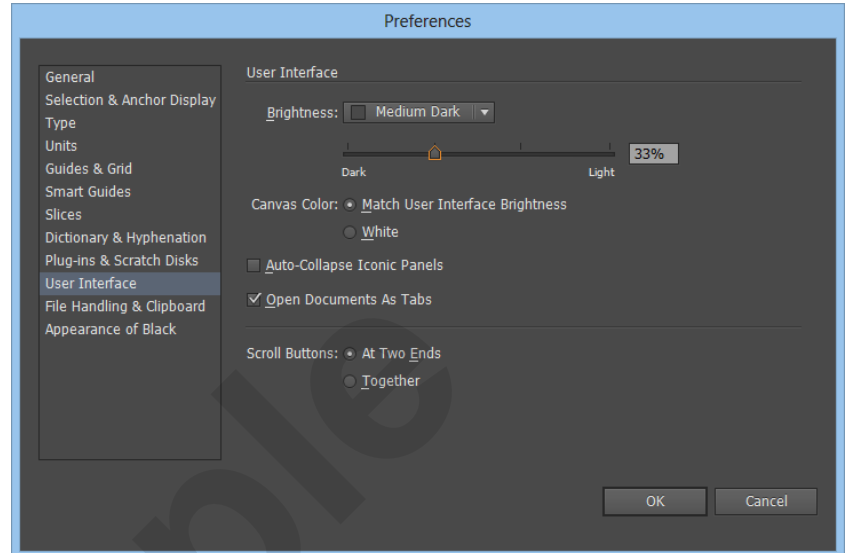 Preferences
General
Selection & Anchor Display
Type
Units
Guides & Grid
Smart Guides
Slices
Dictionary & Hyphenation
Plug-ins & Scratch Disks
User Interface
File Handling & Clipboard
Appearance of Black
User Interface
Brightness: Medium Dark
33%
Dark Light
Canvas Color: Match User Interface Brightness
White
Auto-Collapse Iconic Panels
Open Documents As Tabs
Scroll Buttons: At Two Ends
Together
OK Cancel
ple